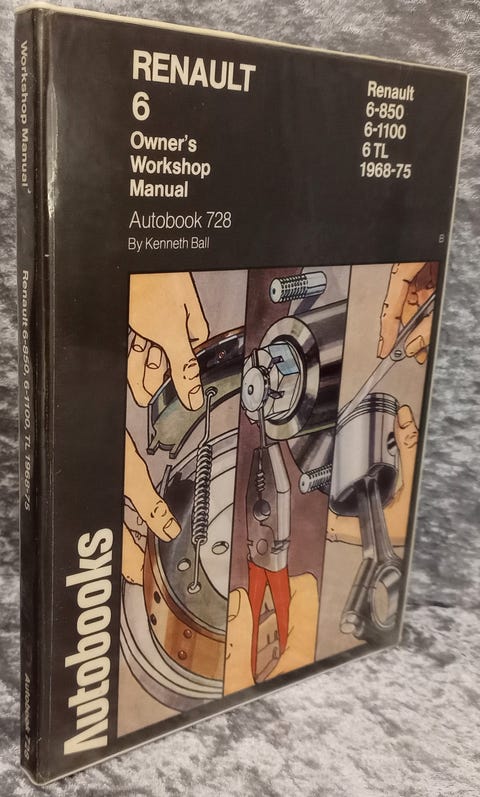 RENAULT
6
Owner's
Workshop
Manual
Autobook 728
By Kenneth Ball
Renault
6-850
6-1100
6 TL
1968-75
B
Autobooks
Workshop Manual
Renault 6-850, 6-1100, TL 1968-75
Autobook 728